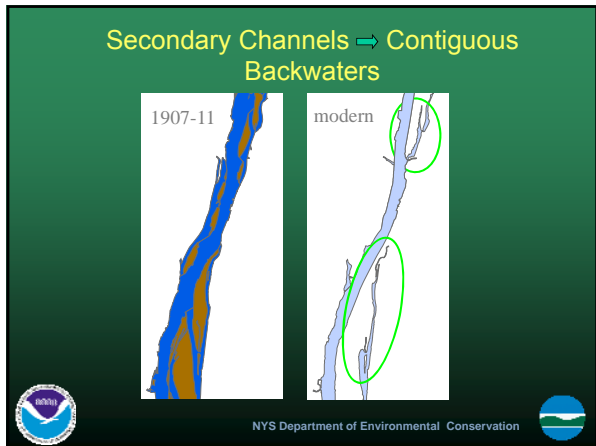 Secondary Channels ⇒ Contiguous
Backwaters
1907-11
modern
NYS Department of Environmental Conservation